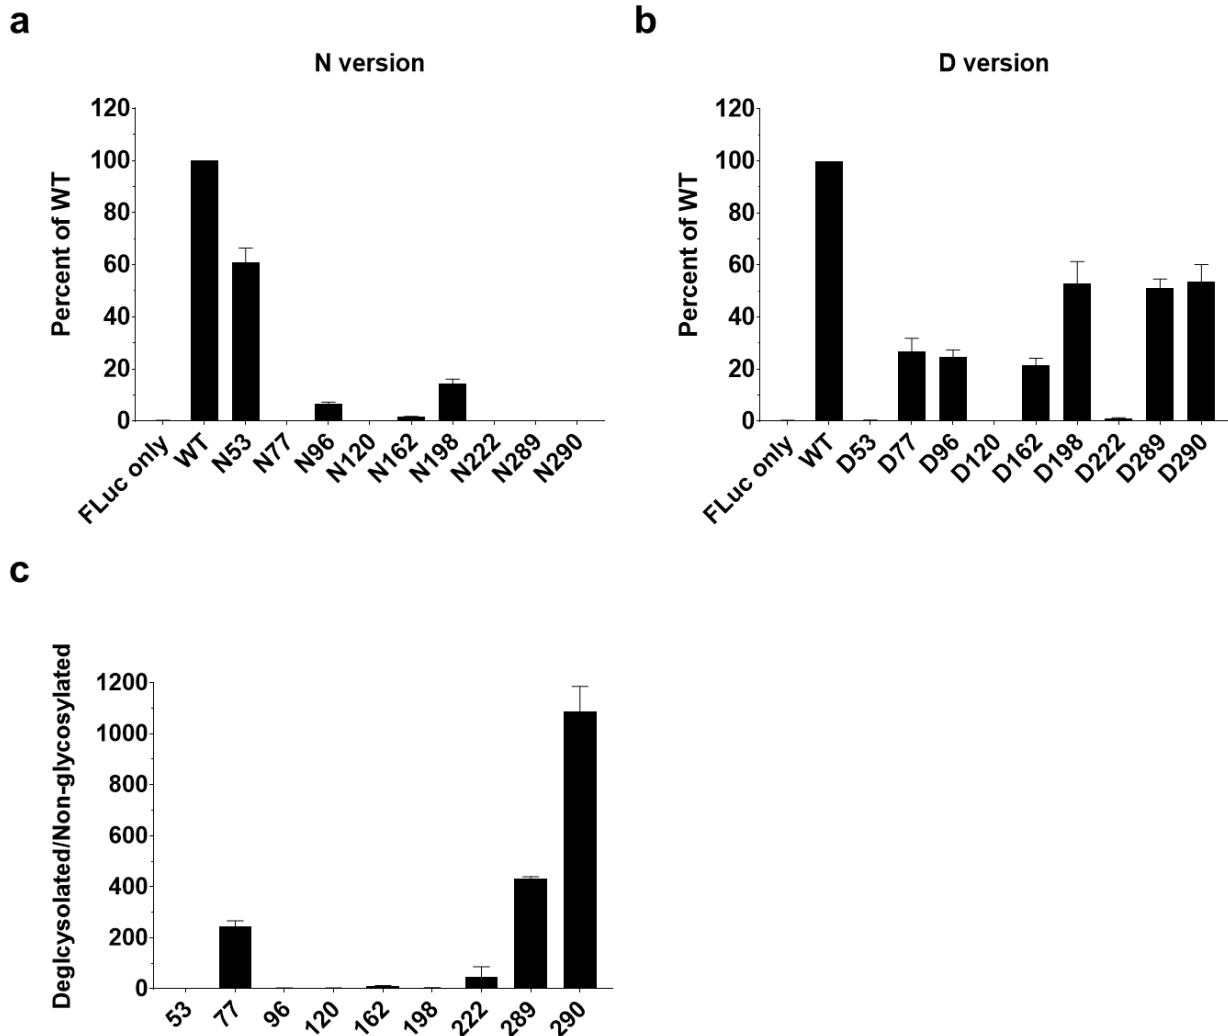 a
N version
Percent of WT
120
100
80
60
40
20
0
FLuc only
WT
N53
N77
N96
N120
N162
N198
N222
N289
N290
b
D version
Percent of WT
120
100
80
60
40
20
0
FLuc only
WT
D53
D77
D96
D120
D162
D198
D222
D289
D290
c
Deglcysolated/Non-glycosylated
1200
1000
800
600
400
200
0
53
77
96
120
162
198
222
289
290